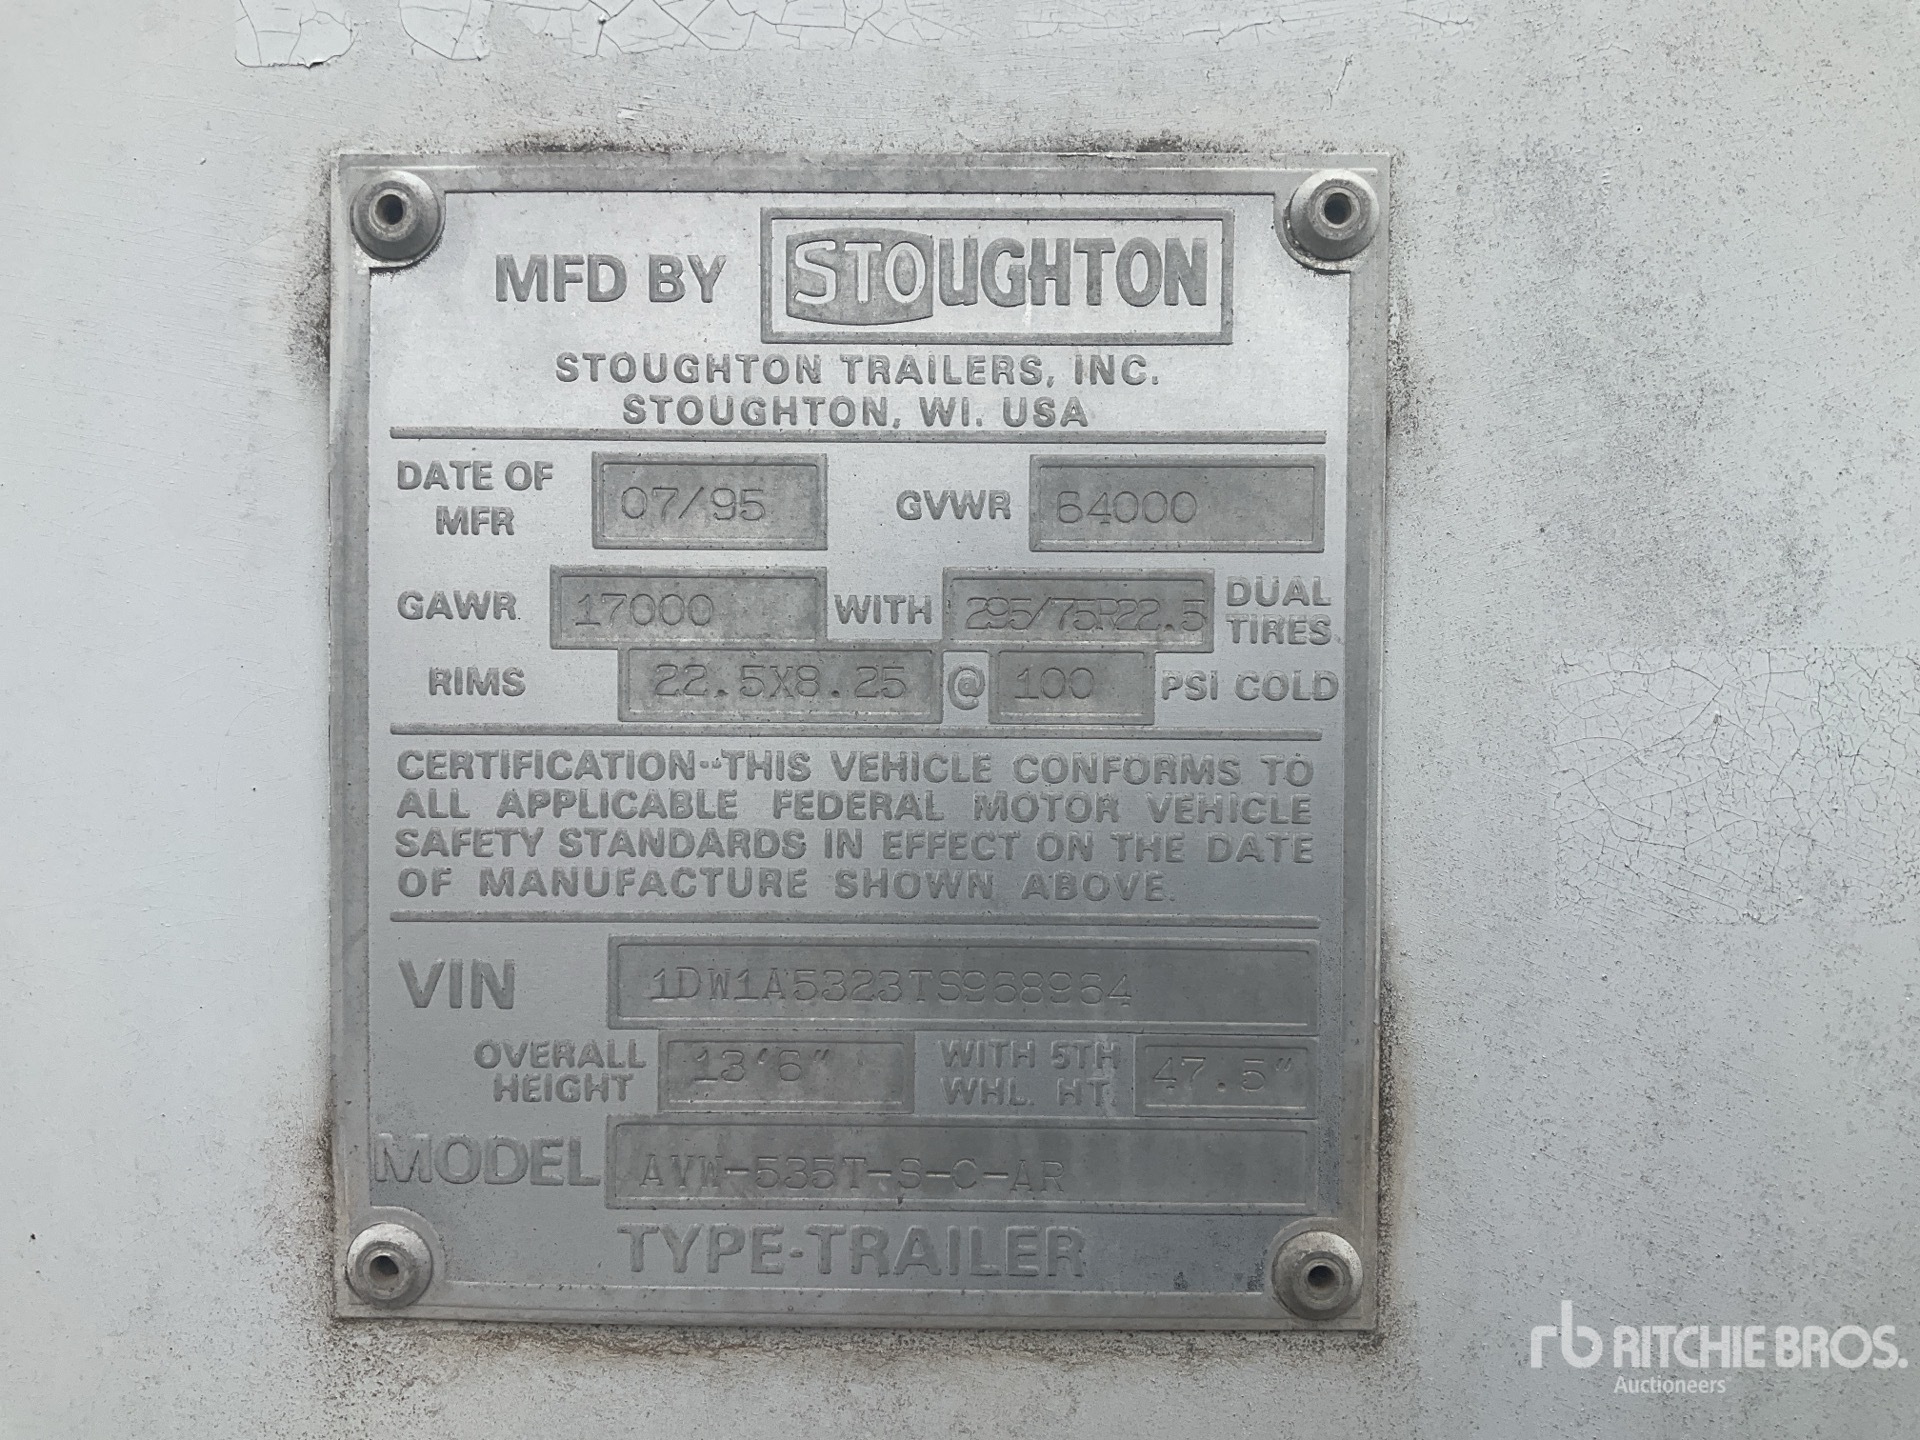 MFD BY STOUGHTON
STOUGHTON TRAILERS, INC.
STOUGHTON, WI. USA
DATE OF MFR 07/95 GVWR 64000
GAWR 17000 WITH 295/75R22.5 DUAL TIRES
RIMS 22.5X8.25 @ 100 PSI COLD
CERTIFICATION--THIS VEHICLE CONFORMS TO
ALL APPLICABLE FEDERAL MOTOR VEHICLE
SAFETY STANDARDS IN EFFECT ON THE DATE
OF MANUFACTURE SHOWN ABOVE.
VIN 1DW1A5323TS968964
OVERALL HEIGHT 13'6" WITH 5TH WHL. HT. 47.5"
MODEL AVW-535T-S-C-AR
TYPE-TRAILER
rb RITCHIE BROS.
Auctioneers